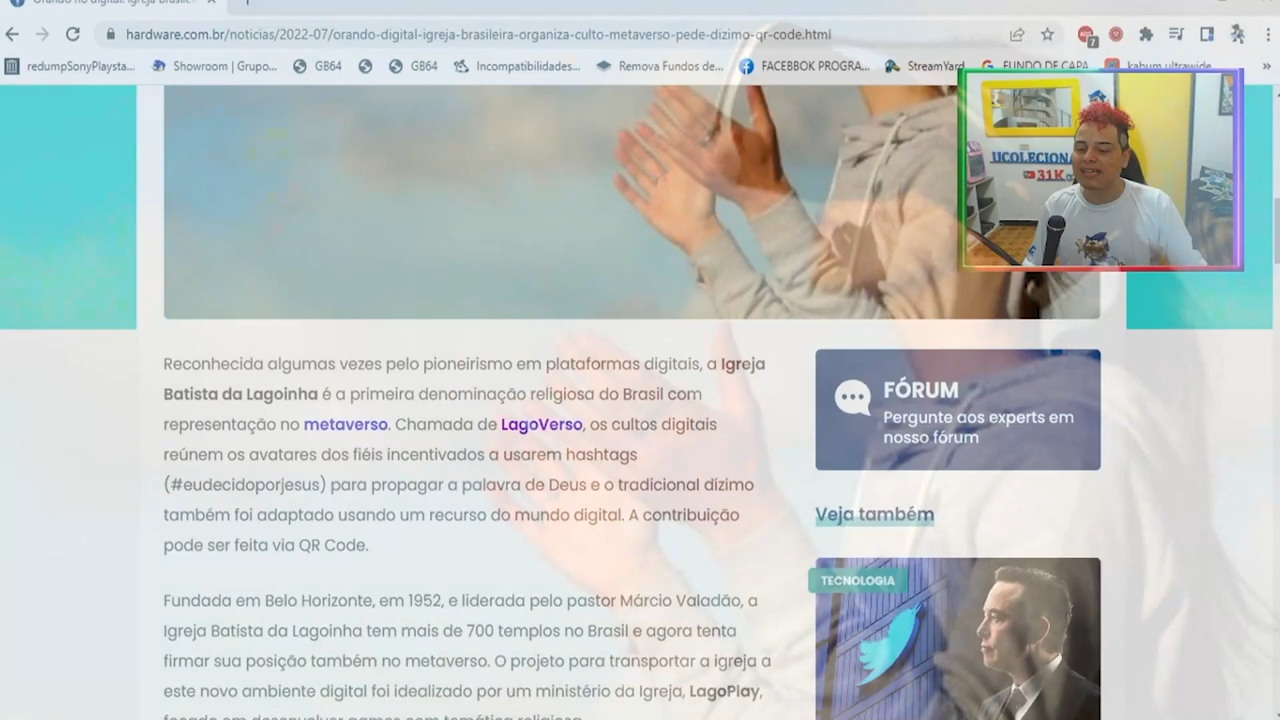 hardware.com.br/noticias/2022-07/orando-digital-igreja-brasileira-organiza-culto-metaverso-pede-dizimo-qr-code.html
redumpSonyPlaysta...
Showroom | Grupo...
GB64
GB64
Incompatibilidades...
Remova Fundos de...
FACEBBOK PROGRA...
StreamYard
FUNDO DE CAPA
kabum ultrawide
»
UCOLECIONA
31K
Reconhecida algumas vezes pelo pioneirismo em plataformas digitais, a Igreja
Batista da Lagoinha é a primeira denominação religiosa do Brasil com
representação no metaverso. Chamada de LagoVerso, os cultos digitais
reúnem os avatares dos fiéis incentivados a usarem hashtags
(#eudecidoporjesus) para propagar a palavra de Deus e o tradicional dízimo
também foi adaptado usando um recurso do mundo digital. A contribuição
pode ser feita via QR Code.
Fundada em Belo Horizonte, em 1952, e liderada pelo pastor Márcio Valadão, a
Igreja Batista da Lagoinha tem mais de 700 templos no Brasil e agora tenta
firmar sua posição também no metaverso. O projeto para transportar a igreja a
este novo ambiente digital foi idealizado por um ministério da Igreja, LagoPlay,
FÓRUM
Pergunte aos experts em
nosso fórum
Veja também
TECNOLOGIA